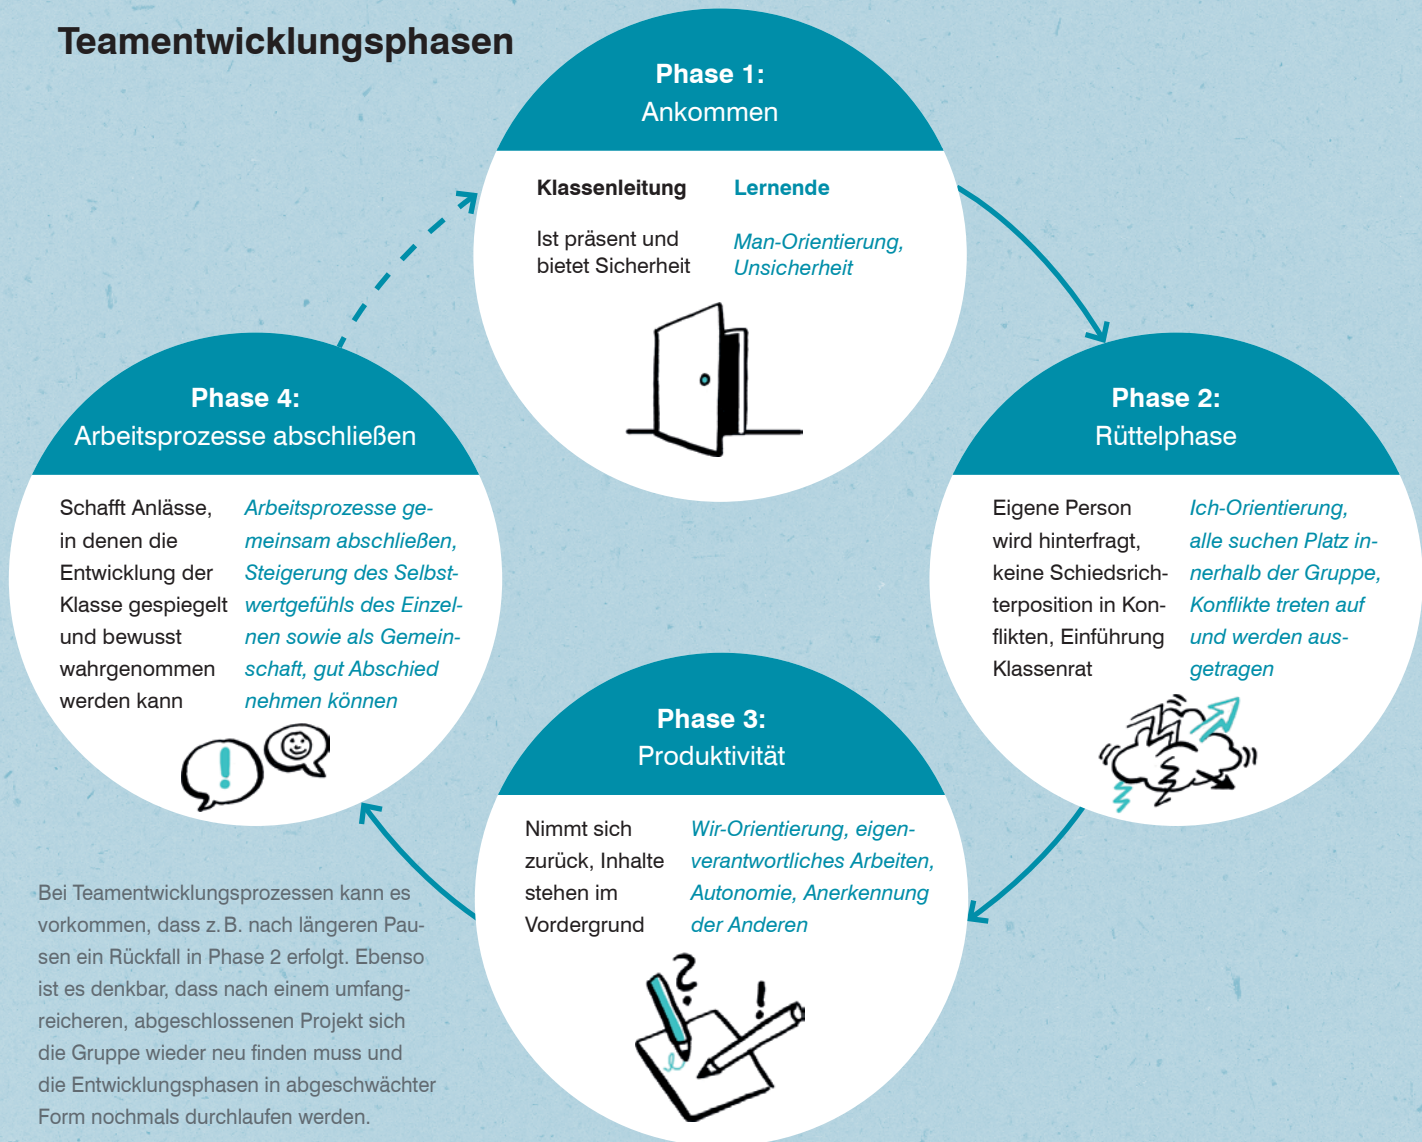 Teamentwicklungsphasen
Phase 1:
Ankommen
Klassenleitung
Lernende
Ist präsent und
bietet Sicherheit
Man-Orientierung,
Unsicherheit
Phase 2:
Rüttelphase
Eigene Person
wird hinterfragt,
keine Schiedsrich-
terposition in Kon-
flikten, Einführung
Klassenrat
Ich-Orientierung,
alle suchen Platz in-
nerhalb der Gruppe,
Konflikte treten auf
und werden aus-
getragen
Phase 3:
Produktivität
Nimmt sich
zurück, Inhalte
stehen im
Vordergrund
Wir-Orientierung, eigen-
verantwortliches Arbeiten,
Autonomie, Anerkennung
der Anderen
?
!
Phase 4:
Arbeitsprozesse abschließen
Schafft Anlässe,
in denen die
Entwicklung der
Klasse gespiegelt
und bewusst
wahrgenommen
werden kann
Arbeitsprozesse ge-
meinsam abschließen,
Steigerung des Selbst-
wertgefühls des Einzel-
nen sowie als Gemein-
schaft, gut Abschied
nehmen können
!
Bei Teamentwicklungsprozessen kann es
vorkommen, dass z. B. nach längeren Pau-
sen ein Rückfall in Phase 2 erfolgt. Ebenso
ist es denkbar, dass nach einem umfang-
reicheren, abgeschlossenen Projekt sich
die Gruppe wieder neu finden muss und
die Entwicklungsphasen in abgeschwächter
Form nochmals durchlaufen werden.